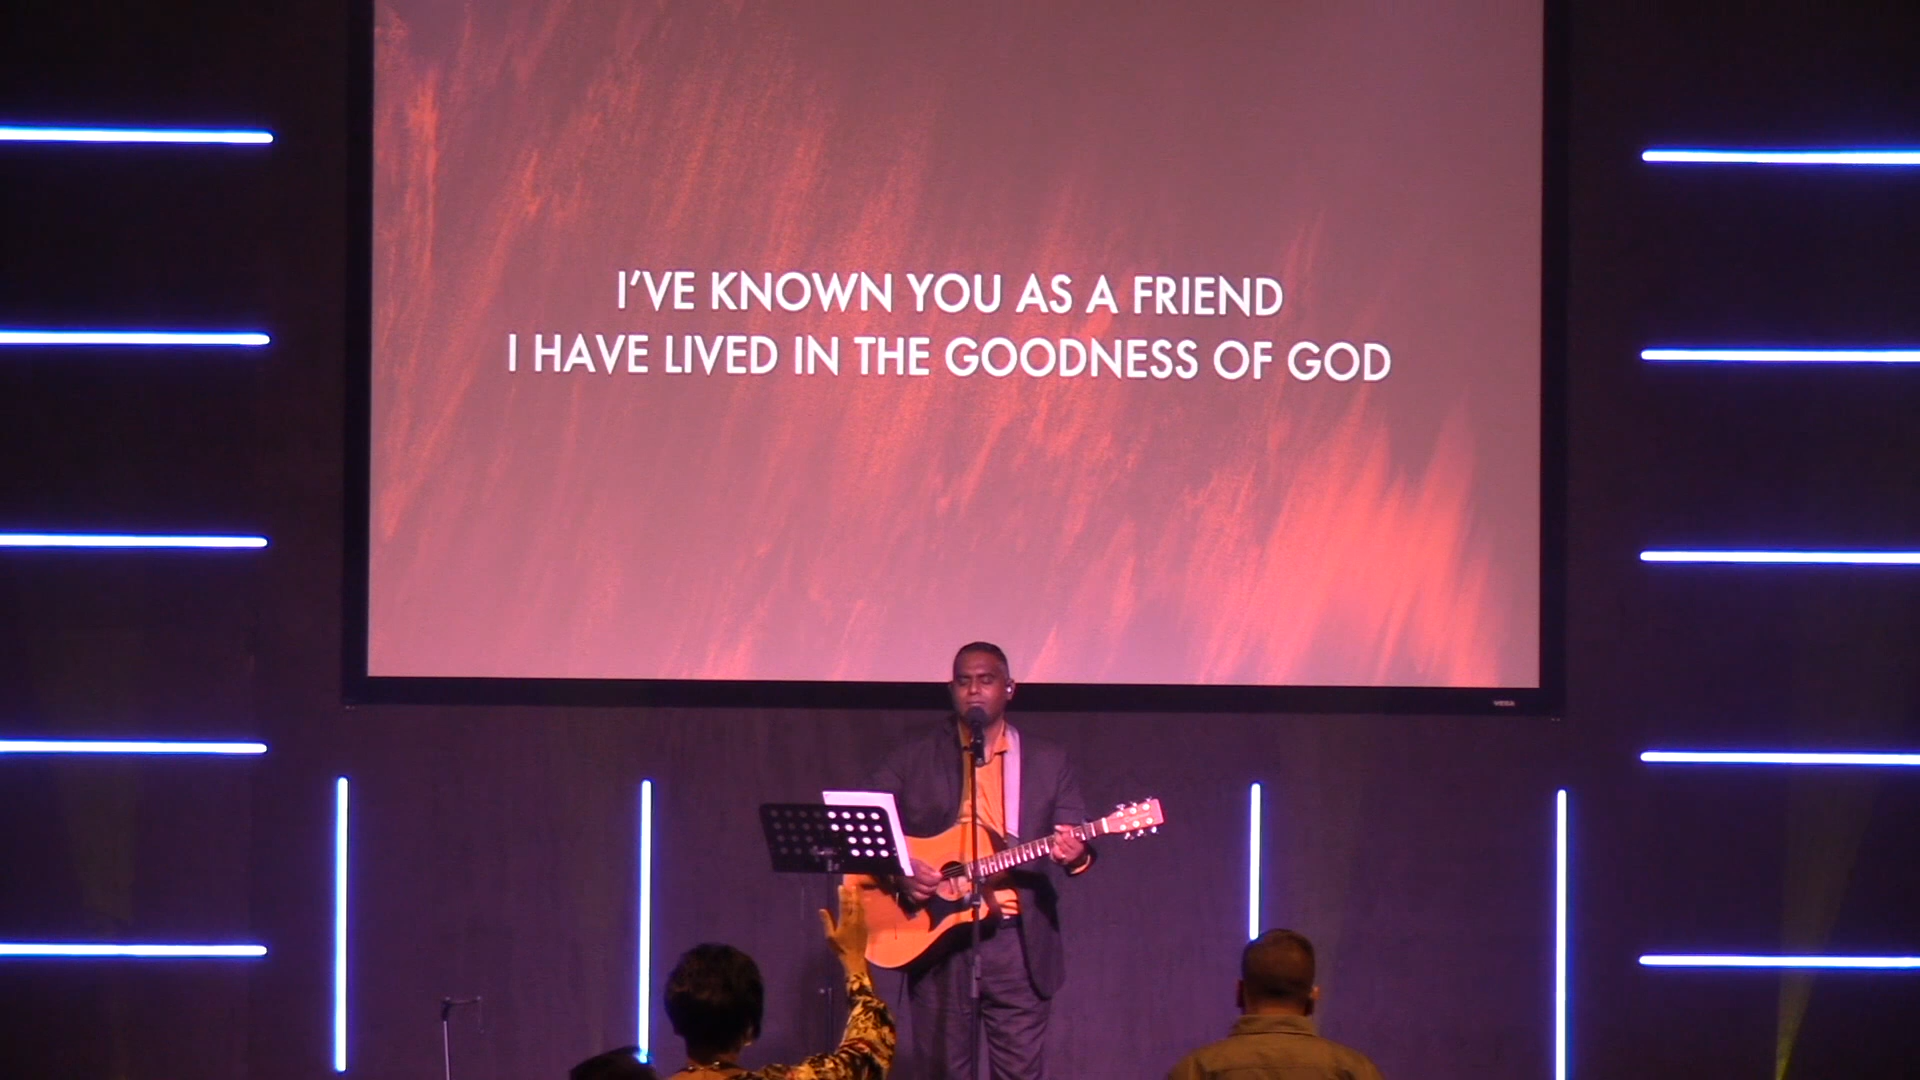 I'VE KNOWN YOU AS A FRIEND
I HAVE LIVED IN THE GOODNESS OF GOD